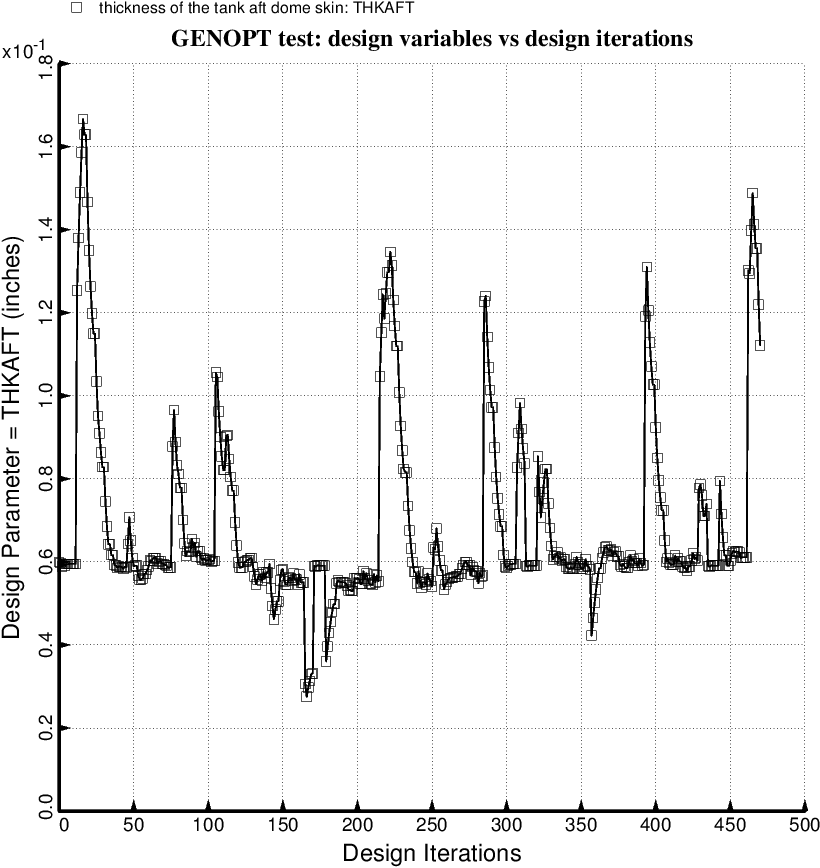 thickness of the tank aft dome skin: THKAFT
GENOPT test: design variables vs design iterations
x10-1
1.8
1.6
1.4
1.2
1.0
0.8
0.6
0.4
0.2
0.0
Design Parameter = THKAFT (inches)
0 50 100 150 200 250 300 350 400 450 500
Design Iterations